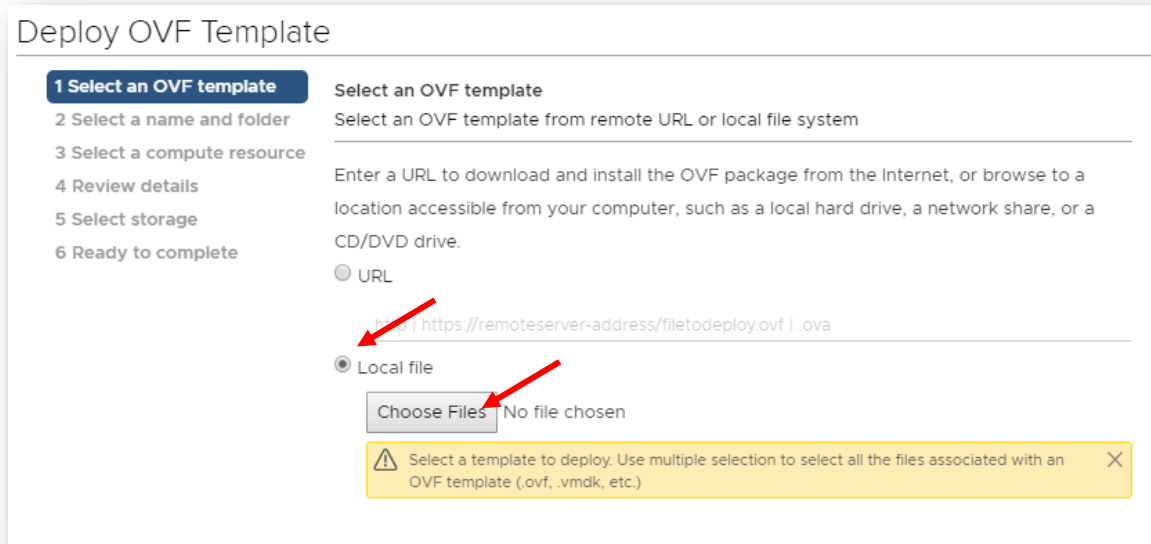 Deploy OVF Template
1 Select an OVF template
2 Select a name and folder
3 Select a compute resource
4 Review details
5 Select storage
6 Ready to complete
Select an OVF template
Select an OVF template from remote URL or local file system
Enter a URL to download and install the OVF package from the Internet, or browse to a
location accessible from your computer, such as a local hard drive, a network share, or a
CD/DVD drive.
URL
http | https://remoteserver-address/filetodeploy.ovf | .ova
Local file
Choose Files No file chosen
Select a template to deploy. Use multiple selection to select all the files associated with an
OVF template (.ovf, .vmdk, etc.)